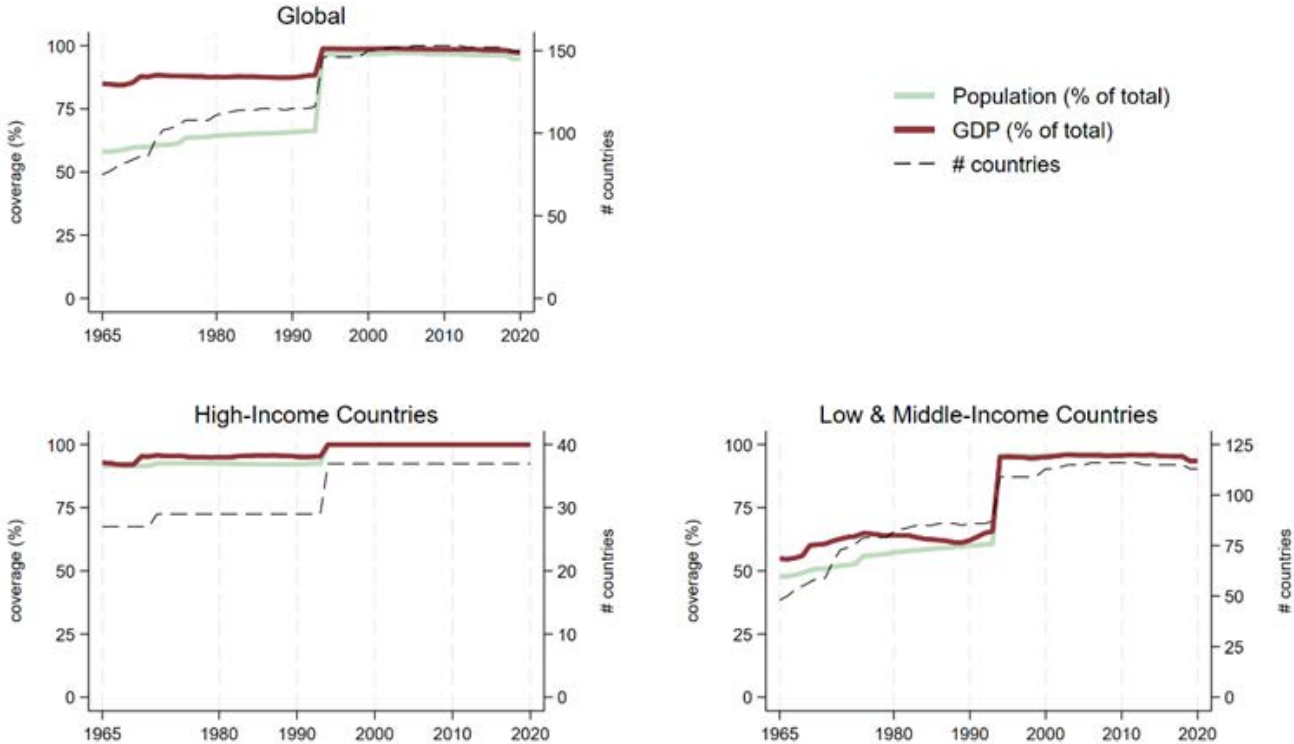 Global
100
75
50
25
0
coverage (%)
150
100
50
0
# countries
1965 1980 1990 2000 2010 2020
Population (% of total)
GDP (% of total)
# countries
High-Income Countries
100
75
50
25
0
coverage (%)
40
30
20
10
0
# countries
1965 1980 1990 2000 2010 2020
Low & Middle-Income Countries
100
75
50
25
0
coverage (%)
125
100
75
50
25
0
# countries
1965 1980 1990 2000 2010 2020